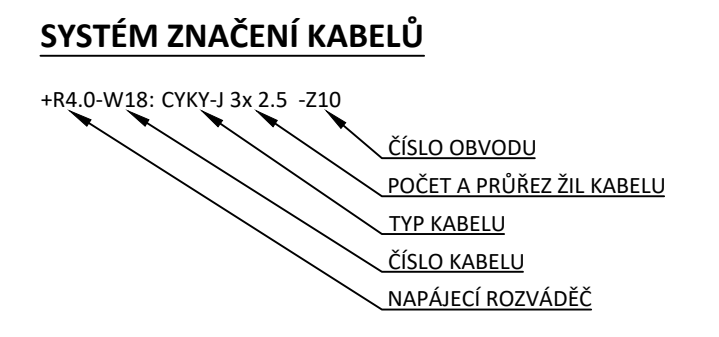 SYSTÉM ZNAČENÍ KABELŮ
+R4.0-W18: CYKY-J 3x 2.5 -Z10
ČÍSLO OBVODU
POČET A PRŮŘEZ ŽIL KABELU
TYP KABELU
ČÍSLO KABELU
NAPÁJECÍ ROZVÁDĚČ